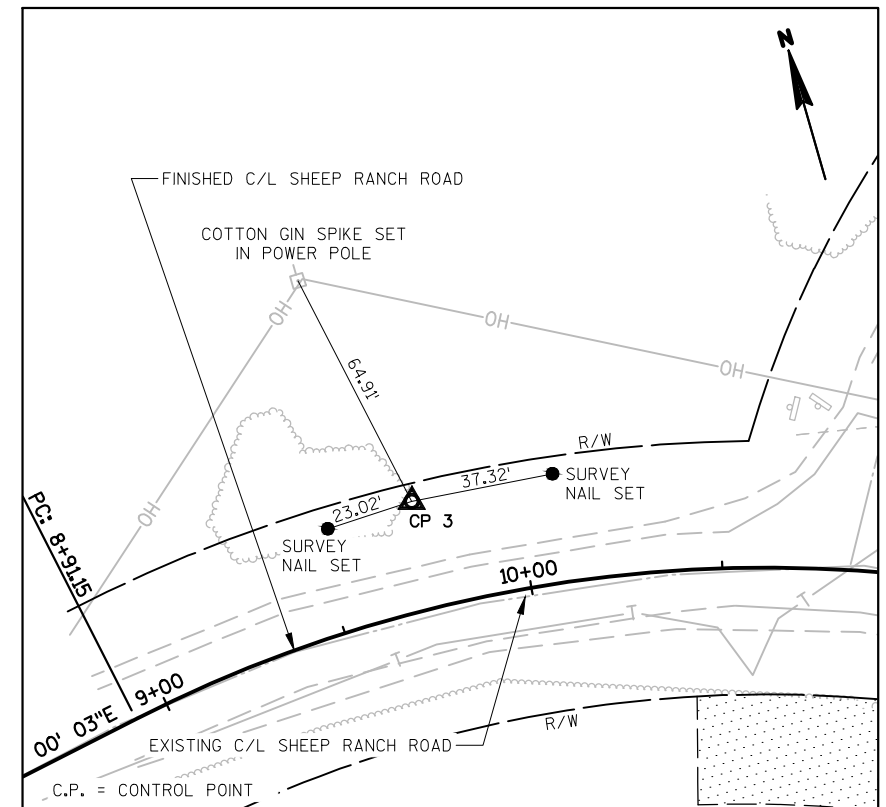 N
FINISHED C/L SHEEP RANCH ROAD
COTTON GIN SPIKE SET
IN POWER POLE
OH
OH
OH
64.91'
R/W
37.32'
SURVEY
NAIL SET
23.02'
CP 3
SURVEY
NAIL SET
OH
PC: 8+91.15
10+00
T
T
T
9+00
00' 03"E
R/W
EXISTING C/L SHEEP RANCH ROAD
C.P. = CONTROL POINT